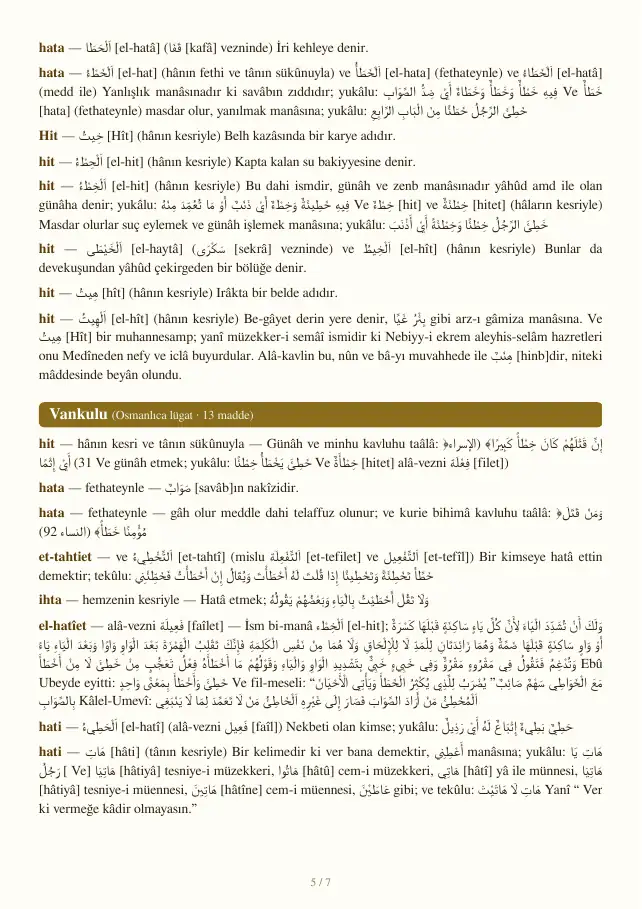 hata — اَلْخَطَا [el-hatâ] (قَفَا [kafâ] vezninde) İri kehleye denir.
hata — اَلْخَطْءُ [el-hat] (hânın fethi ve tânın sükûnuyla) ve اَلْخَطَأُ [el-hata] (fethateynle) ve اَلْخَطَاءُ [el-hatâ]
(medd ile) Yanlışlık manâsınadır ki savâbın zıddıdır; yukâlu: فِيهِ خَطْأٌ وَخَطَأٌ وَخَطَاءٌ أَيْ ضِدُّ الصَّوَابِ Ve خَطَأٌ
[hata] (fethateynle) masdar olur, yanılmak manâsına; yukâlu: خَطِئَ الرَّجُلُ خَطَئًا مِنَ الْبَابِ الرَّابِعِ
Hit — خِيتُ [Hît] (hânın kesriyle) Belh kazâsında bir karye adıdır.
hit — اَلْخِطْءُ [el-hit] (hânın kesriyle) Kapta kalan su bakiyyesine denir.
hit — اَلْخِطْءُ [el-hit] (hânın kesriyle) Bu dahi ismdir, günâh ve zenb manâsınadır yâhûd amd ile olan
günâha denir; yukâlu: فِيهِ خَطِيئَةٌ وَخِطْءٌ أَيْ ذَنْبٌ أَوْ مَا تُعُمِّدَ مِنْهُ Ve خِطْءٌ [hit] ve خِطْئَةٌ [hitet] (hâların kesriyle)
Masdar olurlar suç eylemek ve günâh işlemek manâsına; yukâlu: خَطِئَ الرَّجُلُ خِطْئًا وَخِطْئَةً أَيْ أَذْنَبَ
hit — اَلْخَيْطَى [el-haytâ] (سَكْرَى [sekrâ] vezninde) ve اَلْخِيطُ [el-hît] (hânın kesriyle) Bunlar da
devekuşundan yâhûd çekirgeden bir bölüğe denir.
hit — هِيتُ [hît] (hânın kesriyle) Irâkta bir belde adıdır.
hit — اَلْهِيتُ [el-hît] (hânın kesriyle) Be-gâyet derin yere denir, بِئْرُ عَيًا gibi arz-ı gâmiza manâsına. Ve
هِيتُ [Hît] bir muhannesamp; yanî müzekker-i semâîî ismidir ki Nebiyy-i ekrem aleyhis-selâm hazretleri
onu Medîneden nefy ve iclâ buyurdular. Alâ-kavlin bu, nûn ve bâ-yı muvahhede ile هِنْبٌ [hinb]dir, niteki
mâddesinde beyân olundu.
Vankulu (Osmanlıca lügat · 13 madde)
hit — hânın kesri ve tânın sükûnuyla — Günâh ve minhu kavluhu taâlâ: ﴿إِنَّ قَتْلَهُمْ كَانَ خِطْأً كَبِيرًا﴾ (الإسراء
31) Ve günâh etmek; yukâlu: خَطِئَ يَخْطَأُ خِطْئًا Ve خِطْأَةً [hitet] alâ-vezni فِعْلَة [filet]) أَيْ إِثْمًا
hata — fethateynle — صَوَابٌ [savâb]ın nakîzidir.
hata — fethateynle — gâh olur meddle dahi telaffuz olunur; ve kurie bihimâ kavluhu taâlâ: ﴿وَمَنْ قَتَلَ
مُؤْمِنًا خَطَأً﴾ (النساء 92)
et-tahtiet — ve اَلتَّخْطِيءُ [et-tahtî] (mislu اَلتَّفْعِلَة [et-tefilet] ve اَلتَّفْعِيل [et-tefîl]) Bir kimseye hatâ ettin
demektir; tekûlu: خَطَّأَ تَخْطِئَةً وَتَخْطِيئًا إِذَا قُلْتَ لَهُ أَخْطَأْتَ وَيُقَالُ إِنْ أَخْطَأْتُ فَخَطِّئْنِي
ihta — hemzenin kesriyle — Hatâ etmek; وَلَا تَقُلْ أَخْطَيْتُ بِالْيَاءِ وَبَعْضُهُمْ يَقُولُهُ
el-hatîet — alâ-vezni فَعِيلَة [faîlet] — İsm bi-manâ اَلْخِطْء [el-hit]; وَلَكَ أَنْ تُشَدِّدَ الْيَاءَ لِأَنَّ كُلَّ يَاءٍ سَاكِنَةٍ قَبْلَهَا كَسْرَةٌ
أَوْ وَاوٍ سَاكِنَةٍ قَبْلَهَا ضَمَّةٌ وَهُمَا زَائِدَتَانِ لِلْمَدِّ لَا لِلْإِلْحَاقِ وَلَا هُمَا مِنْ نَفْسِ الْكَلِمَةِ فَإِنَّكَ تَقْلِبُ الْهَمْزَةَ بَعْدَ الْوَاوِ وَاوًا وَبَعْدَ الْيَاءِ يَاءً
وَتُدْغِمُ فَتَقُولُ فِي مَقْرُوءٍ مَقْرُوٌّ وَفِي خَبِيءٍ خَبِيٌّ بِتَشْدِيدِ الْوَاوِ وَالْيَاءِ وَقَوْلُهُمْ مَا أَخْطَأَهُ فِعْلُ تَعَجُّبٍ مِنْ خَطِئَ لَا مِنْ أَخْطَأَ Ebû
Ubeyde eyitti: خَطِئَ وَأَخْطَأَ بِمَعْنًى وَاحِدٍ Ve fil-meseli: “مَعَ الْخَوَاطِي سَهْمٌ صَائِبٌ” يُضْرَبُ لِلَّذِي يُكْثِرُ الْخَطَأَ وَيَأْتِي الْأَحْيَانَ
بِالصَّوَابِ Kâlel-Umevî: اَلْمُخْطِئُ مَنْ أَرَادَ الصَّوَابَ فَصَارَ إِلَى غَيْرِهِ اَلْخَاطِئُ مَنْ لَا تَعَمَّدَ لِمَا لَا يَنْبَغِي
hati — اَلْخَطِيءُ [el-hatî] (alâ-vezni فَعِيل [faîl]) Nekbeti olan kimse; yukâlu: خَطِيٌّ بَطِيءٌ إِتْبَاعٌ لَهُ أَيْ رَذِيلٌ
hati — هَاتِ [hâti] (tânın kesriyle) Bir kelimedir ki ver bana demektir, أَعْطِنِي manâsına; yukâlu: هَاتِ يَا
رَجُلُ [ Ve] هَاتِيَا [hâtiyâ] tesniye-i müzekkeri, هَاتُوا [hâtû] cem-i müzekkeri, هَاتِي [hâtî] yâ ile münnesi, هَاتِيَا
[hâtiyâ] tesniye-i müennesi, هَاتِينَ [hâtîne] cem-i müennesi, عَاطَيْنَ gibi; ve tekûlu: هَاتِ لَا هَاتَيْتَ Yanî “ Ver
ki vermeğe kâdir olmayasın.”
5 / 7